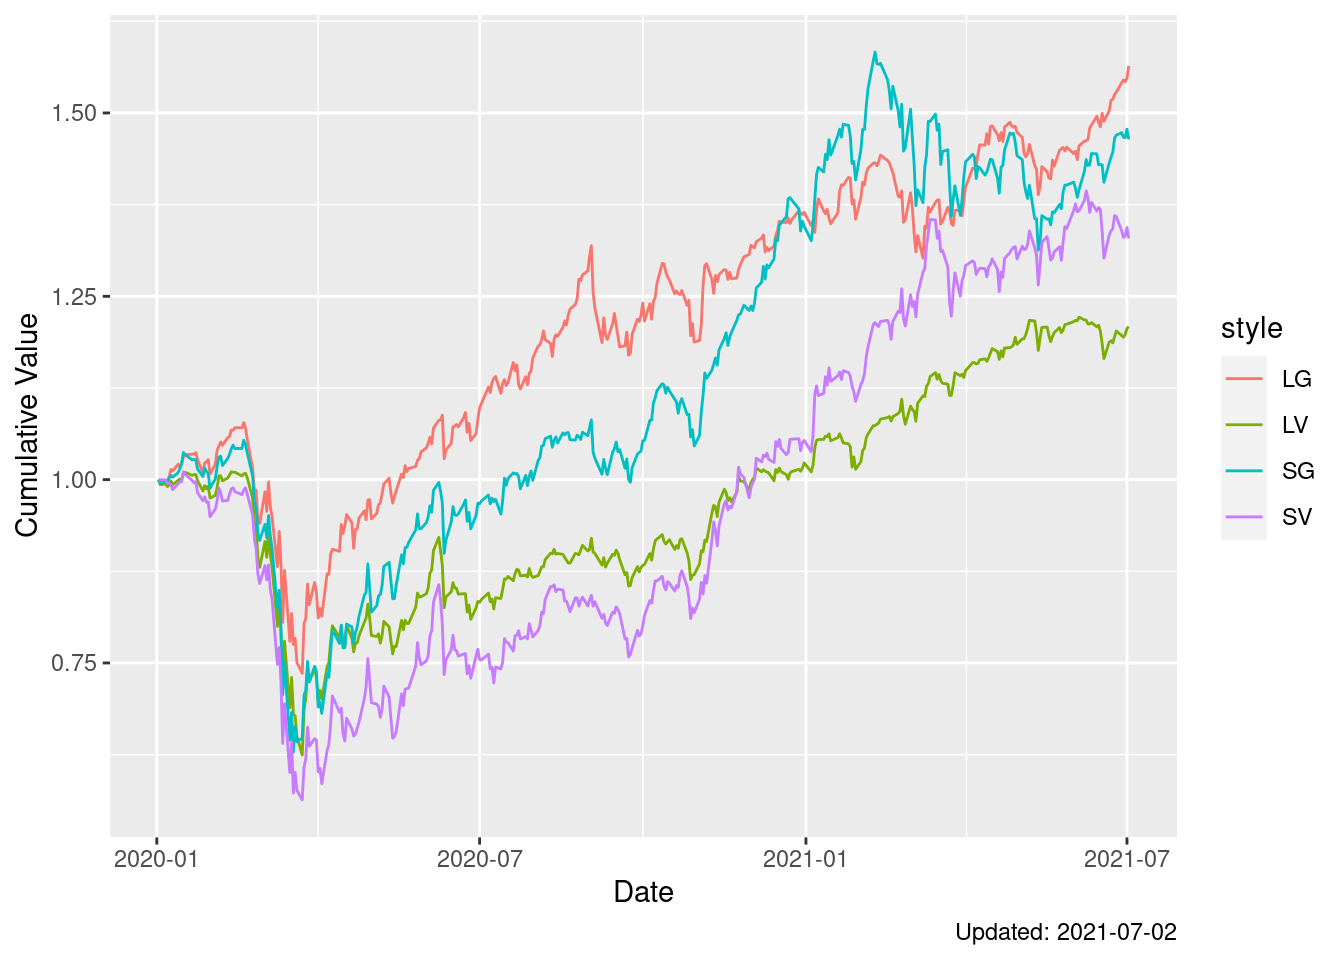 Cumulative Value
1.50
1.25
1.00
0.75
2020-01
2020-07
2021-01
2021-07
Date
style
LG
LV
SG
SV
Updated: 2021-07-02